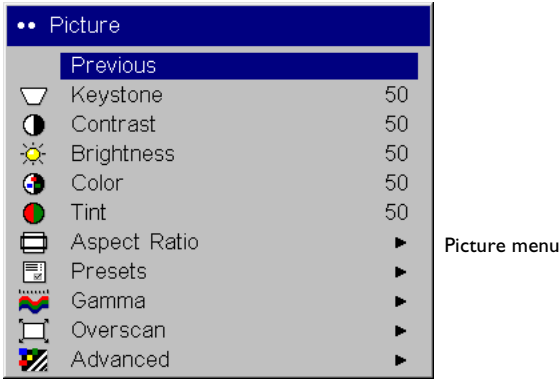 Picture
Previous
Keystone 50
Contrast 50
Brightness 50
Color 50
Tint 50
Aspect Ratio
Presets
Gamma
Overscan
Advanced
Picture menu